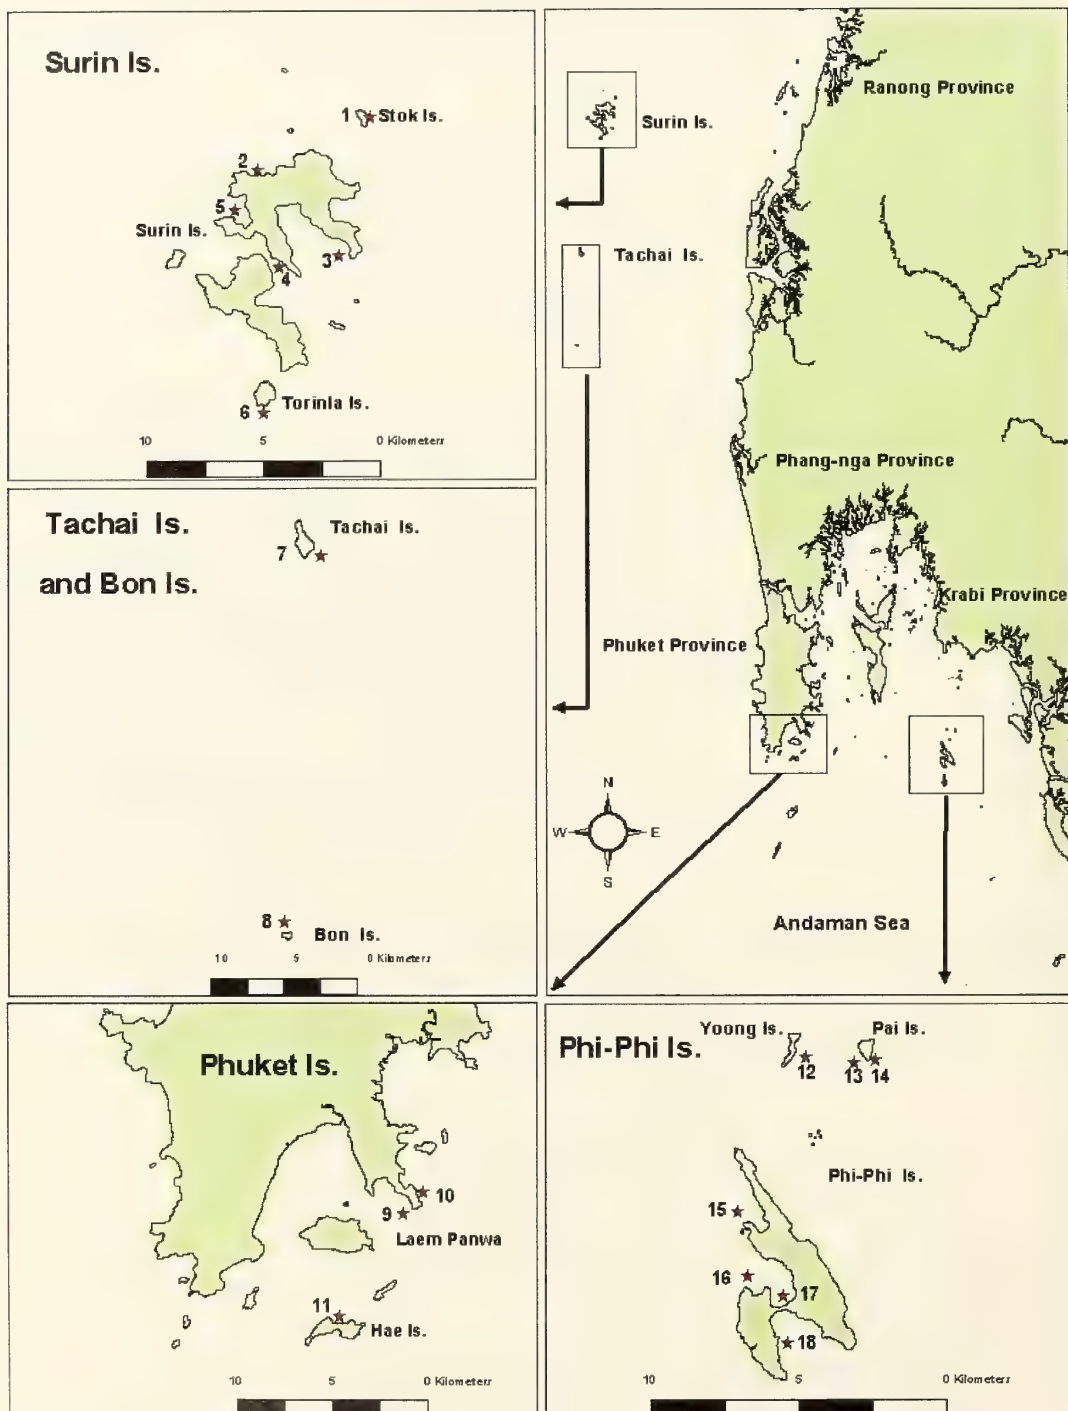 Surin Is.
1 Stok Is.
2
5
Surin Is.
3
4
6 Torinla Is.
10 5 0 Kilometers
Ranong Province
Surin Is.
Tachai Is.
Phang-nga Province
Krabi Province
Phuket Province
N
W E
S
Andaman Sea
Tachai Is.
and Bon Is.
Tachai Is.
7
8
Bon Is.
10 5 0 Kilometers
Phuket Is.
10
9
Laem Panwa
11
Hae Is.
10 5 0 Kilometers
Phi-Phi Is.
Yoong Is. Pai Is.
12 13 14
Phi-Phi Is.
15
16
17
18
10 5 0 Kilometers